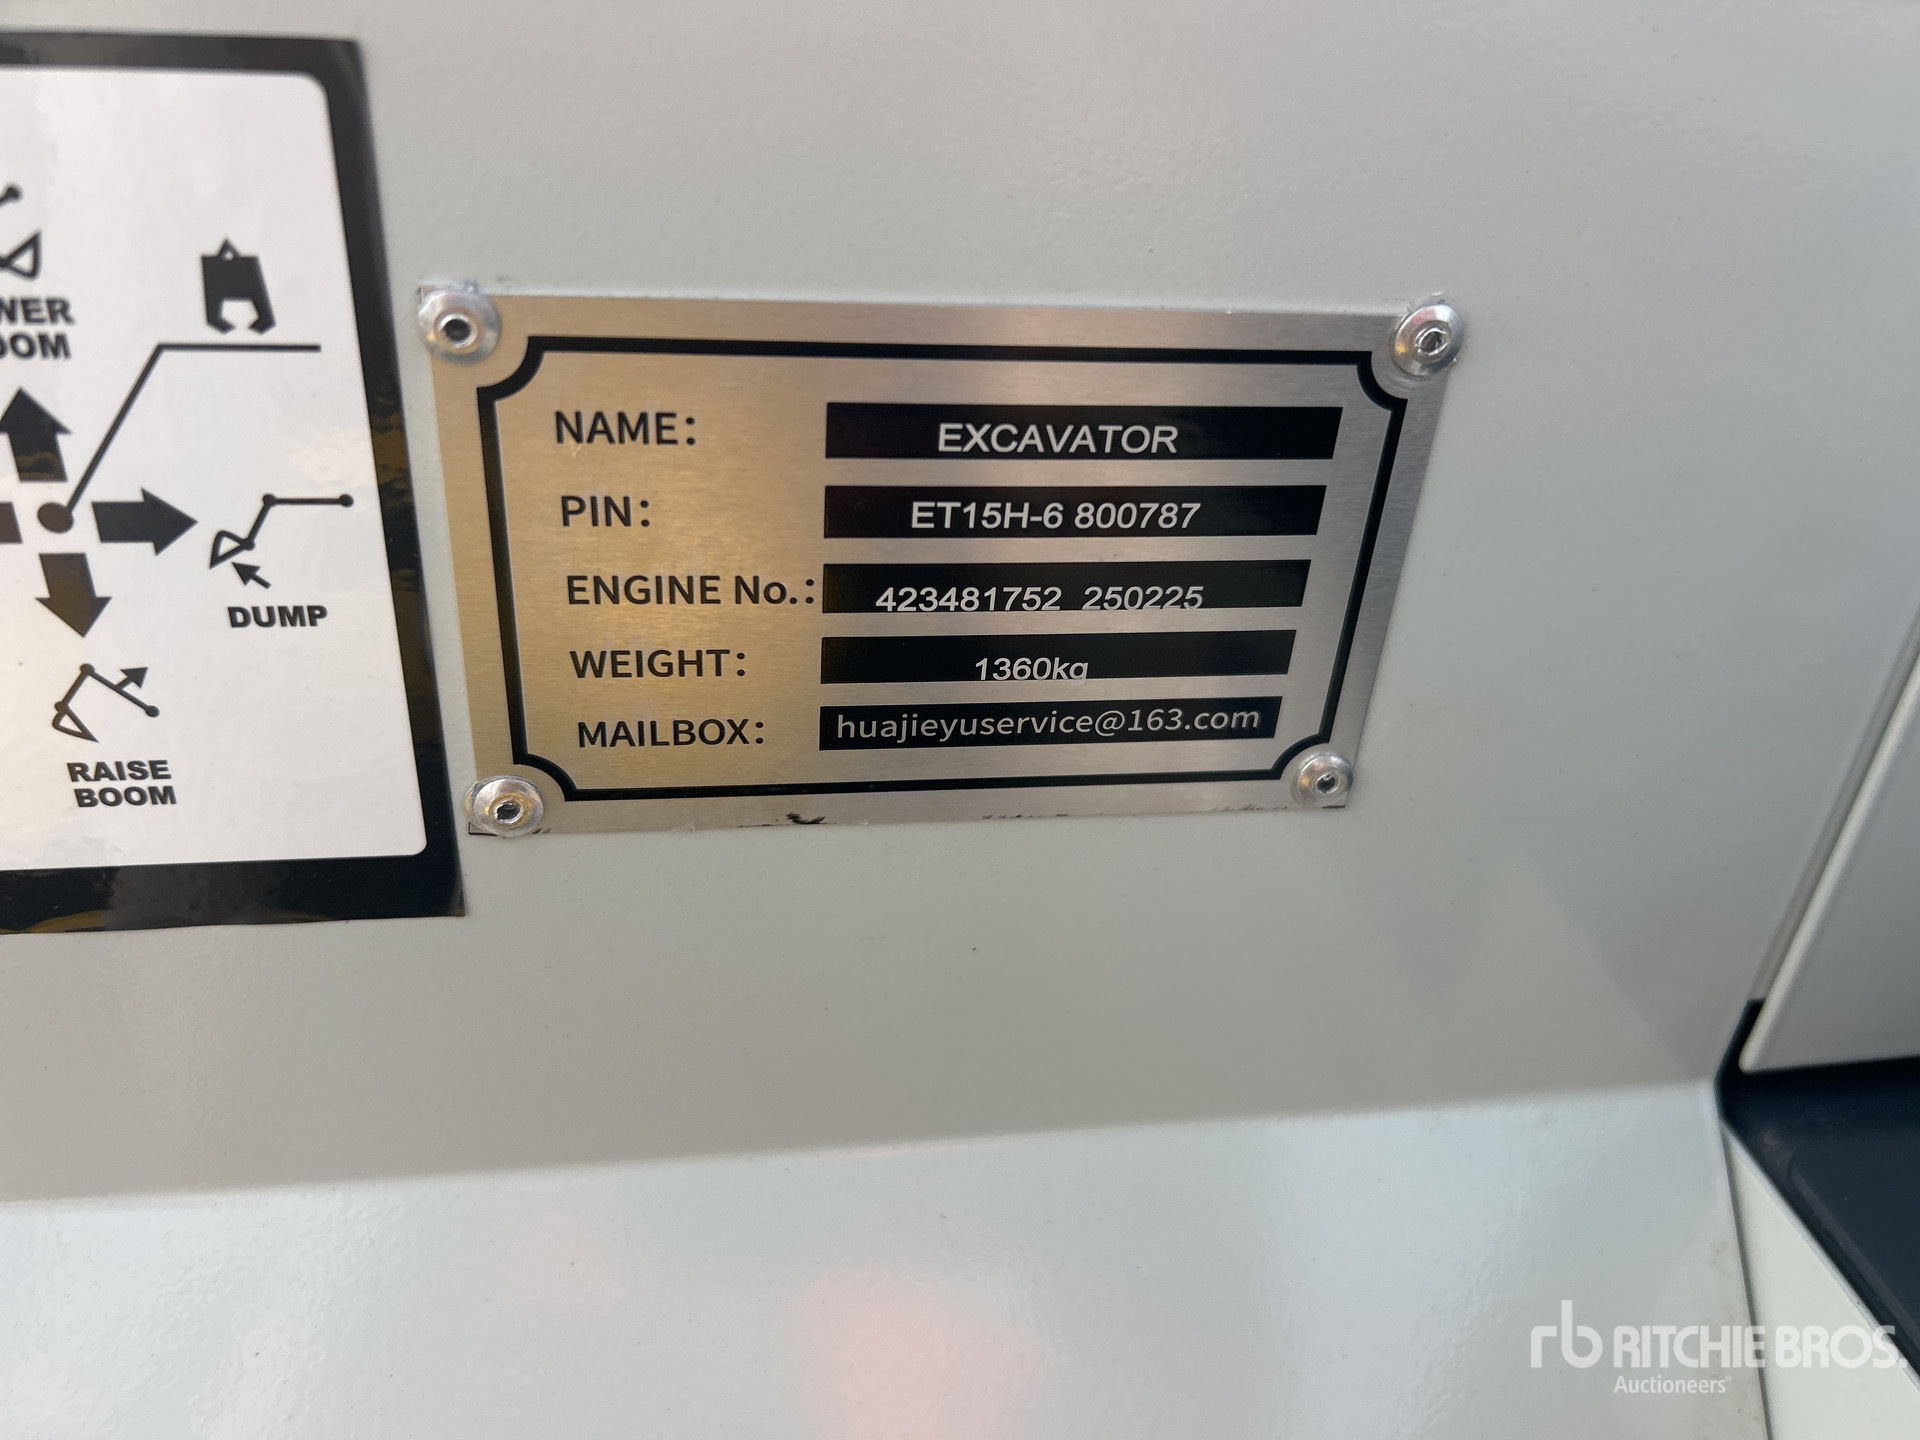 DUMP
RAISE
BOOM
NAME: EXCAVATOR
PIN: ET15H-6 800787
ENGINE No.: 423481752 250225
WEIGHT: 1360kg
MAILBOX: huajieyuservice@163.com
rb RITCHIE BROS.
Auctioneers